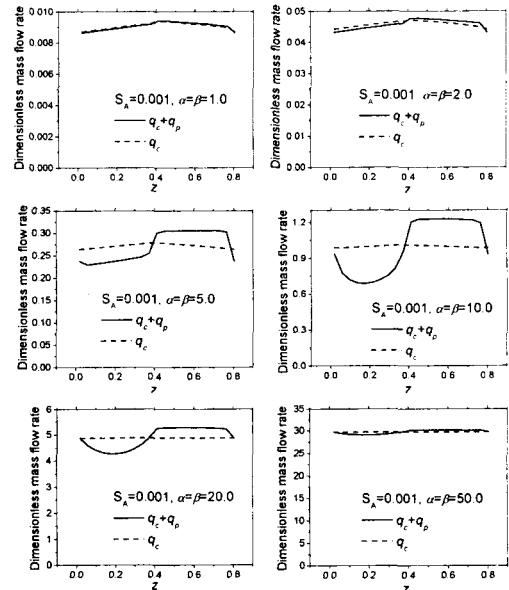 Dimensionless mass flow rate
0.010
0.008
0.006
0.004
0.002
0.000
S_A=0.001, α=β=1.0
q_c+q_p
q_c
0.0 0.2 0.4 0.6 0.8
z
Dimensionless mass flow rate
0.05
0.04
0.03
0.02
0.01
0.00
S_A=0.001 α=β=2.0
q_c+q_p
q_c
0.0 0.2 0.4 0.6 0.8
z
Dimensionless mass flow rate
0.35
0.30
0.25
0.20
0.15
0.10
0.05
0.00
S_A=0.001, α=β=5.0
q_c+q_p
q_c
0.0 0.2 0.4 0.6 0.8
z
Dimensionless mass flow rate
1.2
0.9
0.6
0.3
0.0
S_A=0.001, α=β=10.0
q_c+q_p
q_c
0.0 0.2 0.4 0.6 0.8
z
Dimensionless mass flow rate
6
5
4
3
2
1
0
S_A=0.001, α=β=20.0
q_c+q_p
q_c
0.0 0.2 0.4 0.6 0.8
z
Dimensionless mass flow rate
50
45
40
35
30
25
20
15
10
5
0
S_A=0.001, α=β=50.0
q_c+q_p
q_c
0.0 0.2 0.4 0.6 0.8
z